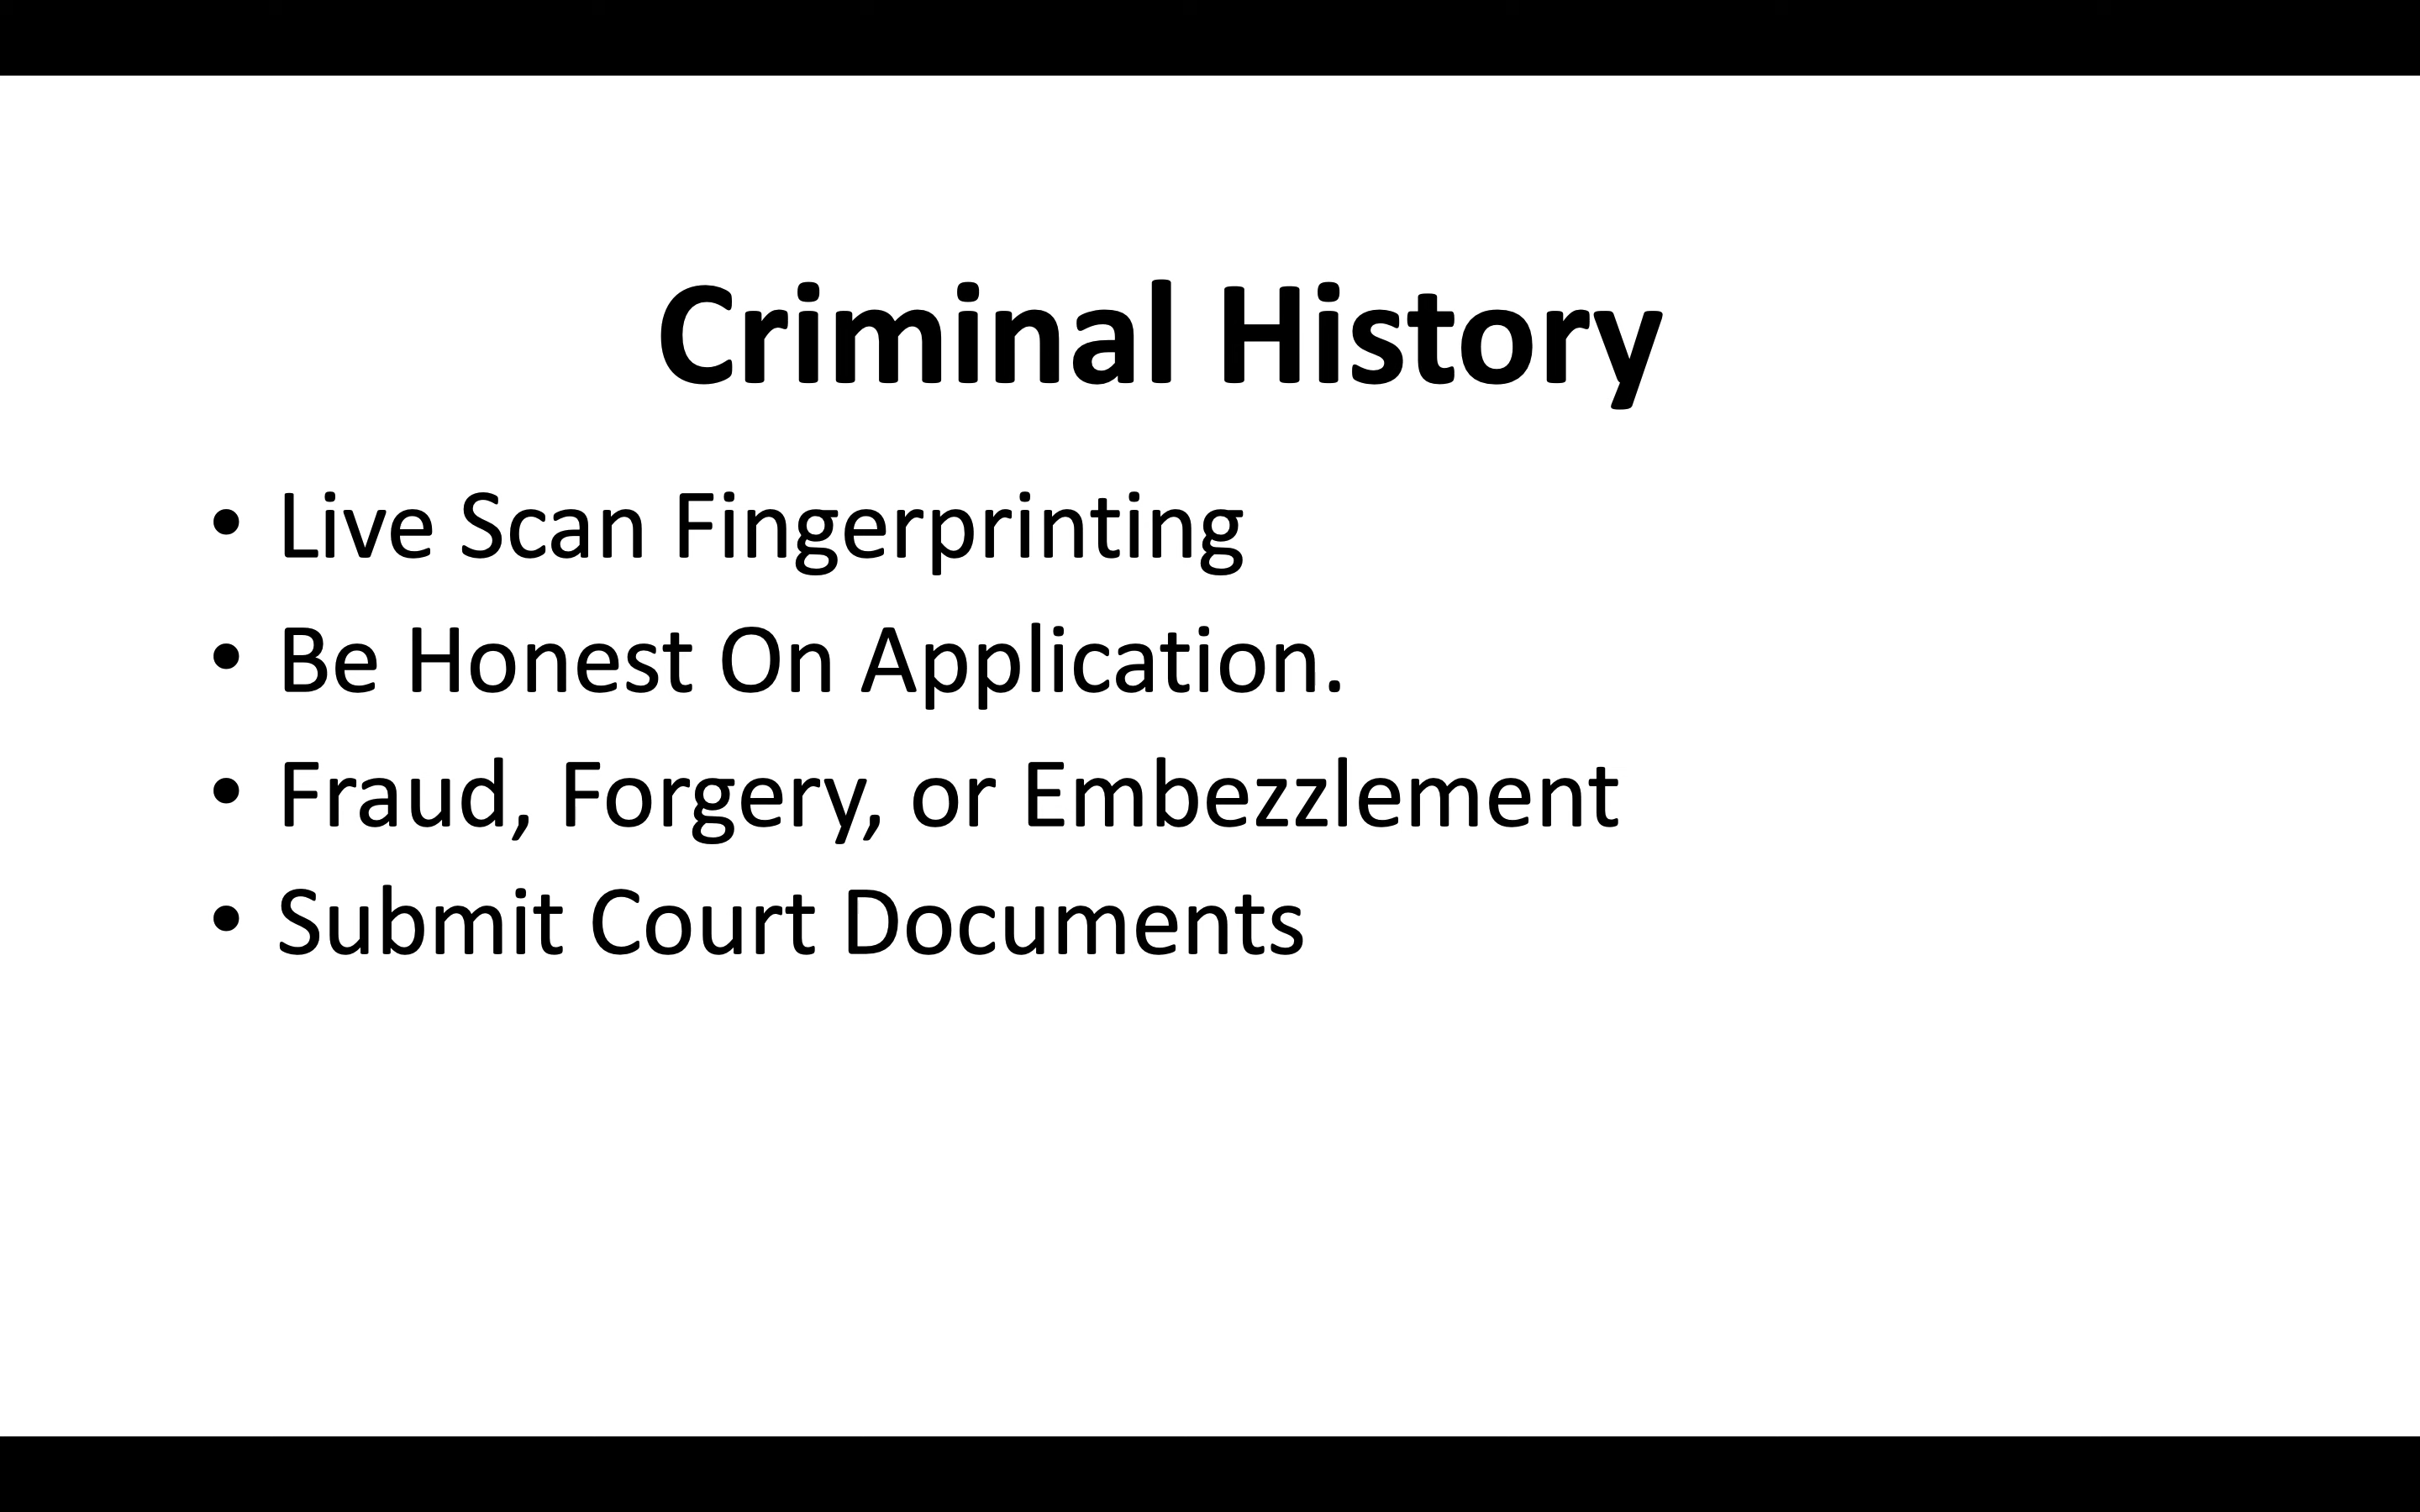 Criminal History
• Live Scan Fingerprinting
• Be Honest On Application.
• Fraud, Forgery, or Embezzlement
• Submit Court Documents